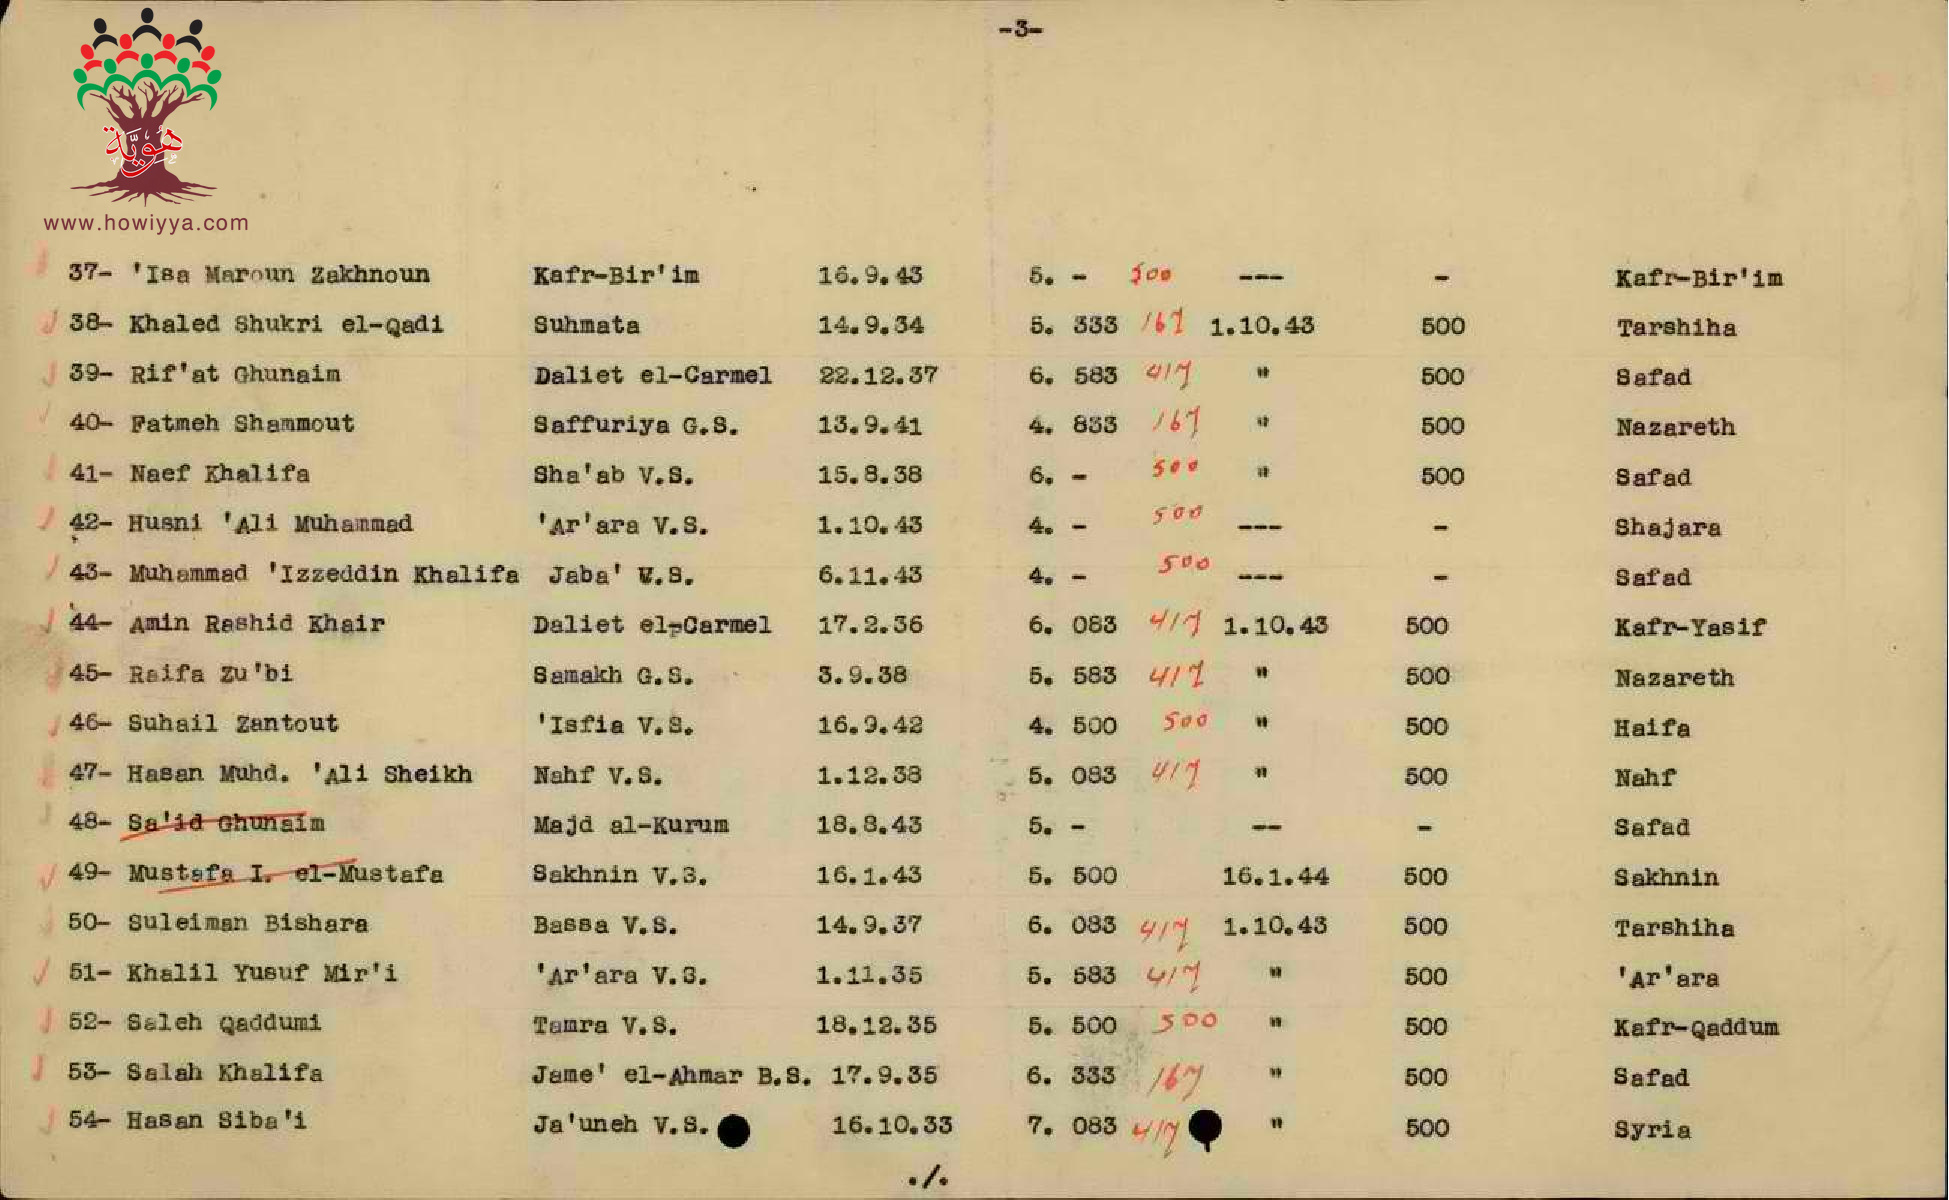 -3-
هويّة
www.howiyya.com
37- 'Isa Maroun Zakhnoun Kafr-Bir'im 16.9.43 5. - 500 --- - Kafr-Bir'im
38- Khaled Shukri el-Qadi Suhmata 14.9.34 5. 333 167 1.10.43 500 Tarshiha
39- Rif'at Ghunaim Daliet el-Carmel 22.12.37 6. 583 417 " 500 Safad
40- Fatmeh Shammout Saffuriya G.S. 13.9.41 4. 833 167 " 500 Nazareth
41- Naef Khalifa Sha'ab V.S. 15.8.38 6. - 500 " 500 Safad
42- Husni 'Ali Muhammad 'Ar'ara V.S. 1.10.43 4. - 500 --- - Shajara
43- Muhammad 'Izzeddin Khalifa Jaba' V.S. 6.11.43 4. - 500 --- - Safad
44- Amin Rashid Khair Daliet el-Carmel 17.2.36 6. 083 417 1.10.43 500 Kafr-Yasif
45- Raifa Zu'bi Samakh G.S. 3.9.38 5. 583 417 " 500 Nazareth
46- Suhail Zantout 'Isfia V.S. 16.9.42 4. 500 500 " 500 Haifa
47- Hasan Muhd. 'Ali Sheikh Nahf V.S. 1.12.38 5. 083 417 " 500 Nahf
48- Sa'id Ghunaim Majd al-Kurum 18.8.43 5. - -- - Safad
49- Mustafa I. el-Mustafa Sakhnin V.S. 16.1.43 5. 500 16.1.44 500 Sakhnin
50- Suleiman Bishara Bassa V.S. 14.9.37 6. 083 417 1.10.43 500 Tarshiha
51- Khalil Yusuf Mir'i 'Ar'ara V.S. 1.11.35 5. 583 417 " 500 'Ar'ara
52- Saleh Qaddumi Tamra V.S. 18.12.35 5. 500 500 " 500 Kafr-Qaddum
53- Salah Khalifa Jame' el-Ahmar B.S. 17.9.35 6. 333 167 " 500 Safad
54- Hasan Siba'i Ja'uneh V.S. 16.10.33 7. 083 417 " 500 Syria
./.